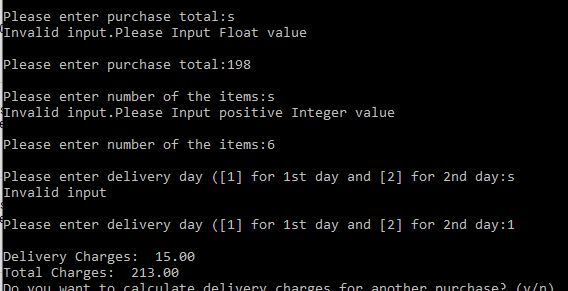 Please enter purchase total:s
Invalid input.Please Input Float value
Please enter purchase total:198
Please enter number of the items:s
Invalid input.Please Input positive Integer value
Please enter number of the items:6
Please enter delivery day ([1] for 1st day and [2] for 2nd day:s
Invalid input
Please enter delivery day ([1] for 1st day and [2] for 2nd day:1
Delivery Charges:  15.00
Total Charges:  213.00
Do you want to calculate delivery charges for another purchase? (y/n)